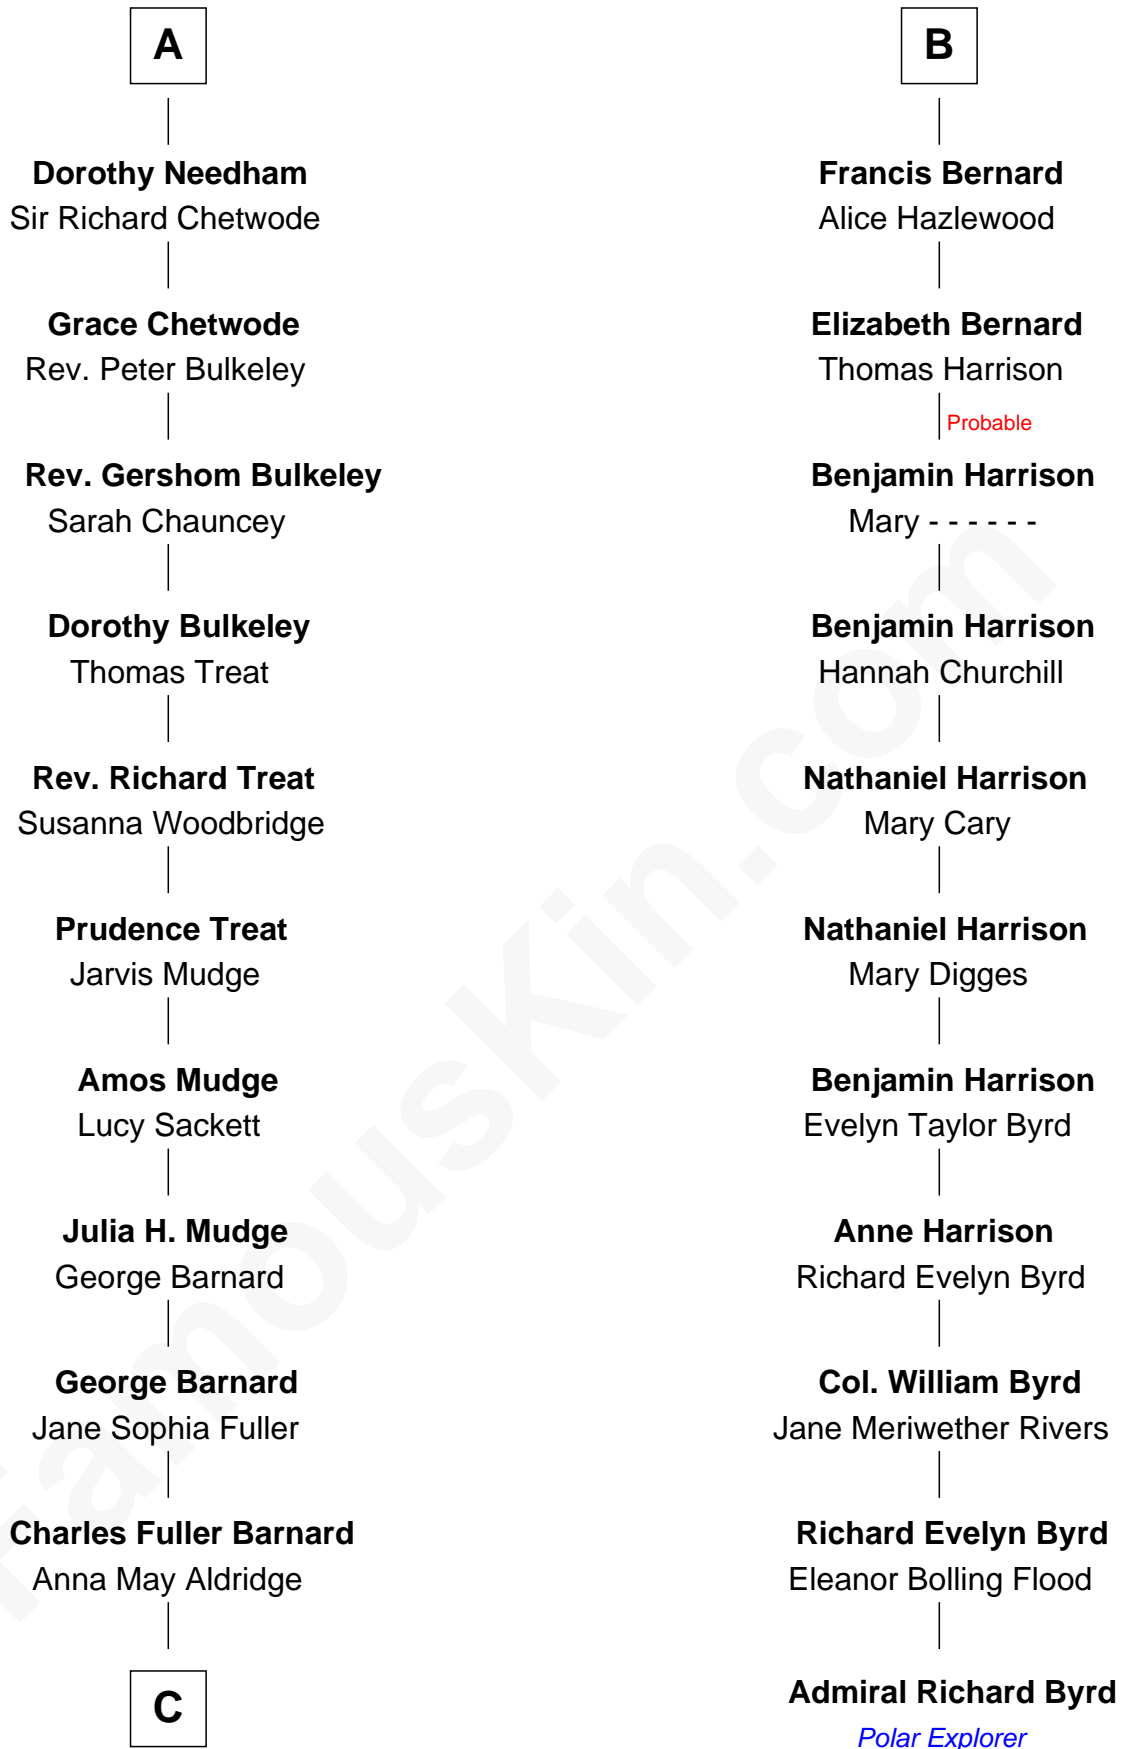 A
Dorothy Needham
Sir Richard Chetwode
Grace Chetwode
Rev. Peter Bulkeley
Rev. Gershom Bulkeley
Sarah Chauncey
Dorothy Bulkeley
Thomas Treat
Rev. Richard Treat
Susanna Woodbridge
Prudence Treat
Jarvis Mudge
Amos Mudge
Lucy Sackett
Julia H. Mudge
George Barnard
George Barnard
Jane Sophia Fuller
Charles Fuller Barnard
Anna May Aldridge
C
B
Francis Bernard
Alice Hazlewood
Elizabeth Bernard
Thomas Harrison
Probable
Benjamin Harrison
Mary - - - - - -
Benjamin Harrison
Hannah Churchill
Nathaniel Harrison
Mary Cary
Nathaniel Harrison
Mary Digges
Benjamin Harrison
Evelyn Taylor Byrd
Anne Harrison
Richard Evelyn Byrd
Col. William Byrd
Jane Meriwether Rivers
Richard Evelyn Byrd
Eleanor Bolling Flood
Admiral Richard Byrd
Polar Explorer
FamousKin.com